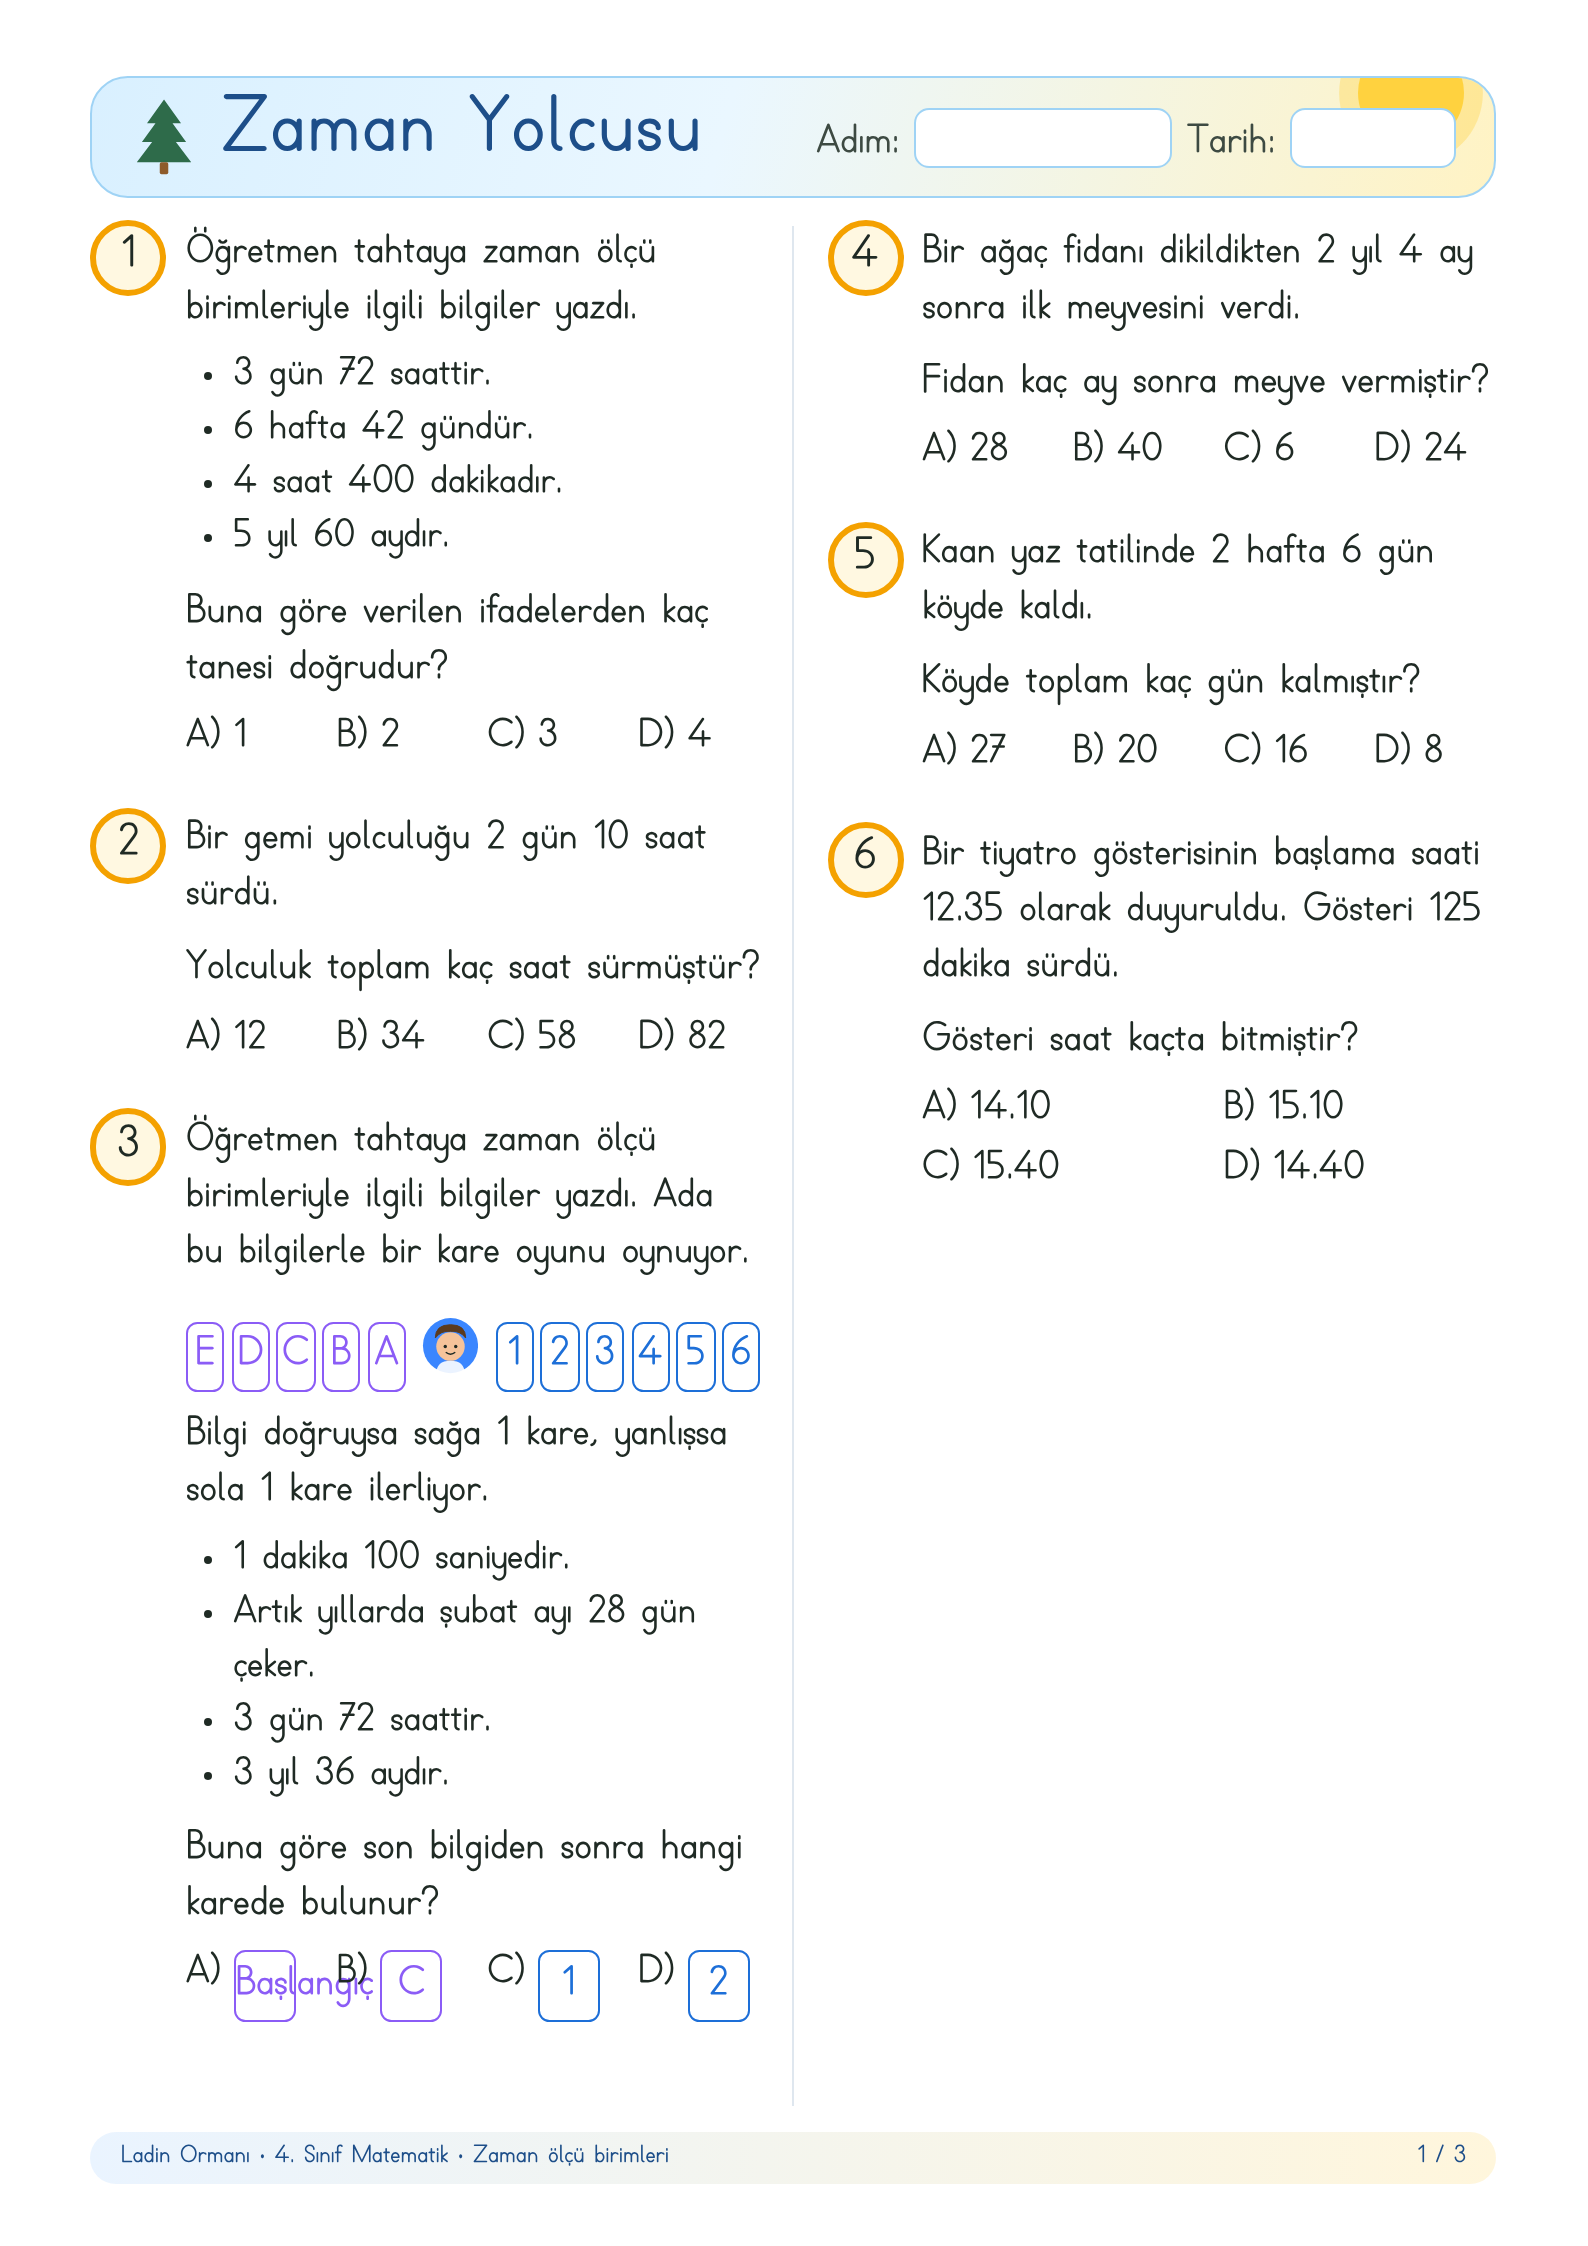 Zaman Yolcusu
Adım:
Tarih:
1
Öğretmen tahtaya zaman ölçü
birimleriyle ilgili bilgiler yazdı.
• 3 gün 72 saattir.
• 6 hafta 42 gündür.
• 4 saat 400 dakikadır.
• 5 yıl 60 aydır.
Buna göre verilen ifadelerden kaç
tanesi doğrudur?
A) 1 B) 2 C) 3 D) 4
2
Bir gemi yolculuğu 2 gün 10 saat
sürdü.
Yolculuk toplam kaç saat sürmüştür?
A) 12 B) 34 C) 58 D) 82
3
Öğretmen tahtaya zaman ölçü
birimleriyle ilgili bilgiler yazdı. Ada
bu bilgilerle bir kare oyunu oynuyor.
E D C B A 1 2 3 4 5 6
Bilgi doğruysa sağa 1 kare, yanlışsa
sola 1 kare ilerliyor.
• 1 dakika 100 saniyedir.
• Artık yıllarda şubat ayı 28 gün
çeker.
• 3 gün 72 saattir.
• 3 yıl 36 aydır.
Buna göre son bilgiden sonra hangi
karede bulunur?
A) Başlangıç B) C C) 1 D) 2
4
Bir ağaç fidanı dikildikten 2 yıl 4 ay
sonra ilk meyvesini verdi.
Fidan kaç ay sonra meyve vermiştir?
A) 28 B) 40 C) 6 D) 24
5
Kaan yaz tatilinde 2 hafta 6 gün
köyde kaldı.
Köyde toplam kaç gün kalmıştır?
A) 27 B) 20 C) 16 D) 8
6
Bir tiyatro gösterisinin başlama saati
12.35 olarak duyuruldu. Gösteri 125
dakika sürdü.
Gösteri saat kaçta bitmiştir?
A) 14.10 B) 15.10
C) 15.40 D) 14.40
Ladin Ormanı • 4. Sınıf Matematik • Zaman ölçü birimleri
1 / 3